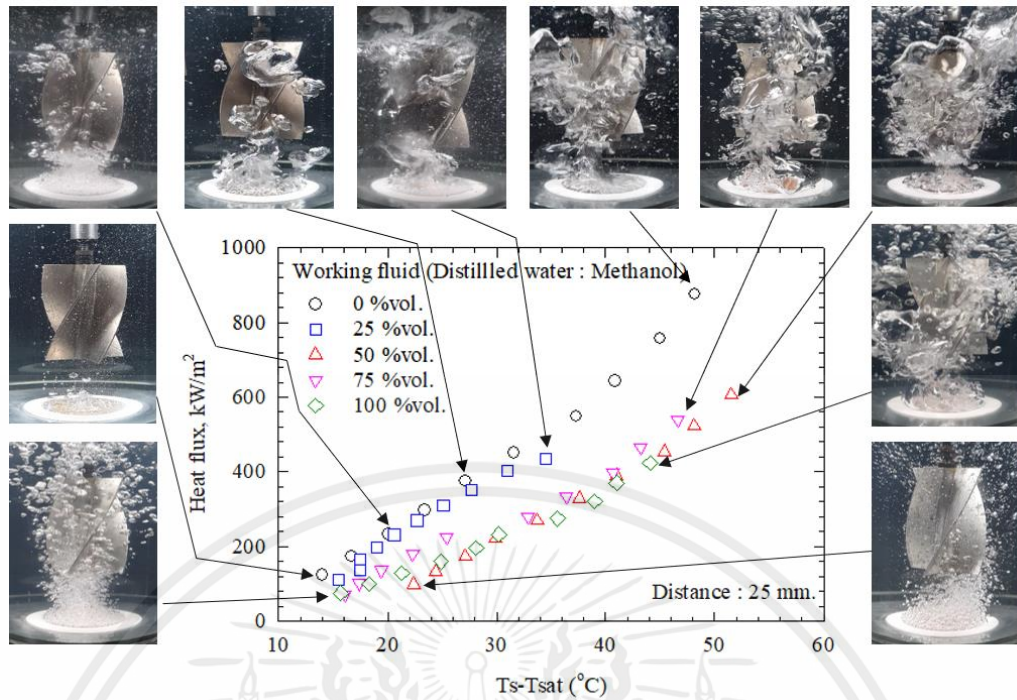 1000
800
600
400
200
0
Heat flux, kW/m²
Working fluid (Distillled water : Methanol)
0 %vol.
25 %vol.
50 %vol.
75 %vol.
100 %vol.
Distance : 25 mm.
10 20 30 40 50 60
Ts-Tsat (°C)